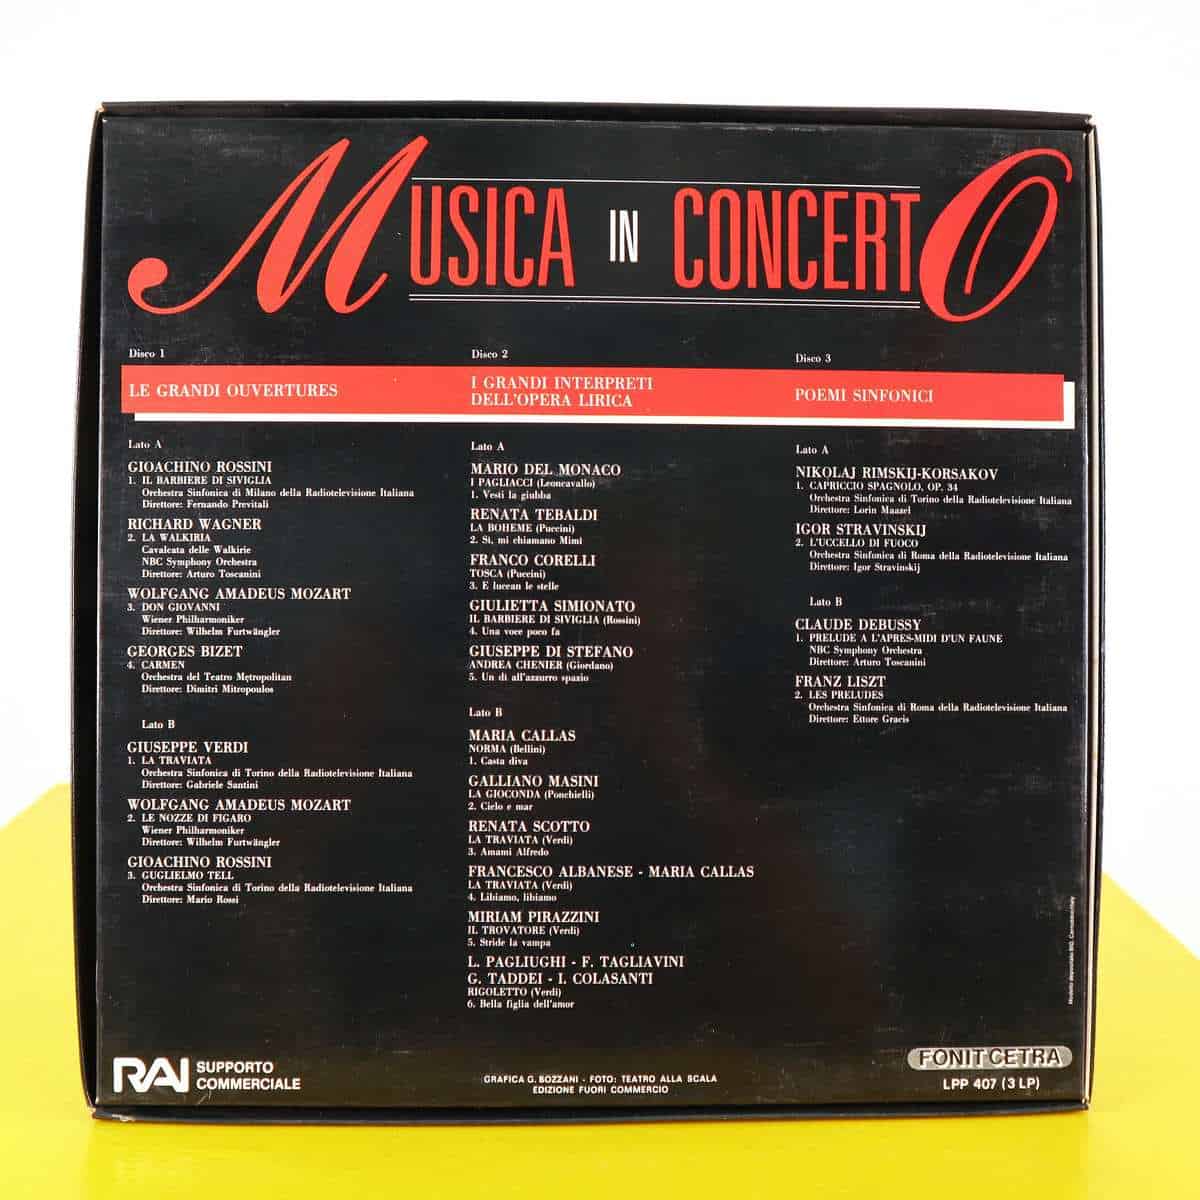 MUSICA IN CONCERTO
Disco 1
LE GRANDI OUVERTURES
Lato A
GIOACHINO ROSSINI
1. IL BARBIERE DI SIVIGLIA
Orchestra Sinfonica di Milano della Radiotelevisione Italiana
Direttore: Fernando Previtali
RICHARD WAGNER
2. LA WALKIRIA
Cavalcata delle Walkirie
NBC Symphony Orchestra
Direttore: Arturo Toscanini
WOLFGANG AMADEUS MOZART
3. DON GIOVANNI
Wiener Philharmoniker
Direttore: Wilhelm Furtwängler
GEORGES BIZET
4. CARMEN
Orchestra del Teatro Metropolitan
Direttore: Dimitri Mitropoulos
Lato B
GIUSEPPE VERDI
1. LA TRAVIATA
Orchestra Sinfonica di Torino della Radiotelevisione Italiana
Direttore: Gabriele Santini
WOLFGANG AMADEUS MOZART
2. LE NOZZE DI FIGARO
Wiener Philharmoniker
Direttore: Wilhelm Furtwängler
GIOACHINO ROSSINI
3. GUGLIELMO TELL
Orchestra Sinfonica di Torino della Radiotelevisione Italiana
Direttore: Mario Rossi
Disco 2
I GRANDI INTERPRETI
DELL'OPERA LIRICA
Lato A
MARIO DEL MONACO
I PAGLIACCI (Leoncavallo)
1. Vesti la giubba
RENATA TEBALDI
LA BOHEME (Puccini)
2. Sì, mi chiamano Mimì
FRANCO CORELLI
TOSCA (Puccini)
3. E lucean le stelle
GIULIETTA SIMIONATO
IL BARBIERE DI SIVIGLIA (Rossini)
4. Una voce poco fa
GIUSEPPE DI STEFANO
ANDREA CHENIER (Giordano)
5. Un dì all'azzurro spazio
Lato B
MARIA CALLAS
NORMA (Bellini)
1. Casta diva
GALLIANO MASINI
LA GIOCONDA (Ponchielli)
2. Cielo e mar
RENATA SCOTTO
LA TRAVIATA (Verdi)
3. Amami Alfredo
FRANCESCO ALBANESE - MARIA CALLAS
LA TRAVIATA (Verdi)
4. Libiamo, libiamo
MIRIAM PIRAZZINI
IL TROVATORE (Verdi)
5. Stride la vampa
L. PAGLIUGHI - F. TAGLIAVINI
G. TADDEI - I. COLASANTI
RIGOLETTO (Verdi)
6. Bella figlia dell'amor
Disco 3
POEMI SINFONICI
Lato A
NIKOLAJ RIMSKIJ-KORSAKOV
1. CAPRICCIO SPAGNOLO, OP. 34
Orchestra Sinfonica di Torino della Radiotelevisione Italiana
Direttore: Lorin Maazel
IGOR STRAVINSKIJ
2. L'UCCELLO DI FUOCO
Orchestra Sinfonica di Roma della Radiotelevisione Italiana
Direttore: Igor Stravinskij
Lato B
CLAUDE DEBUSSY
1. PRELUDE A L'APRES-MIDI D'UN FAUNE
NBC Symphony Orchestra
Direttore: Arturo Toscanini
FRANZ LISZT
2. LES PRELUDES
Orchestra Sinfonica di Roma della Radiotelevisione Italiana
Direttore: Ettore Gracis
Modello depositato BIO.
RAI SUPPORTO
COMMERCIALE
GRAFICA G. BOZZANI - FOTO: TEATRO ALLA SCALA
EDIZIONE FUORI COMMERCIO
FONIT CETRA
LPP 407 (3 LP)